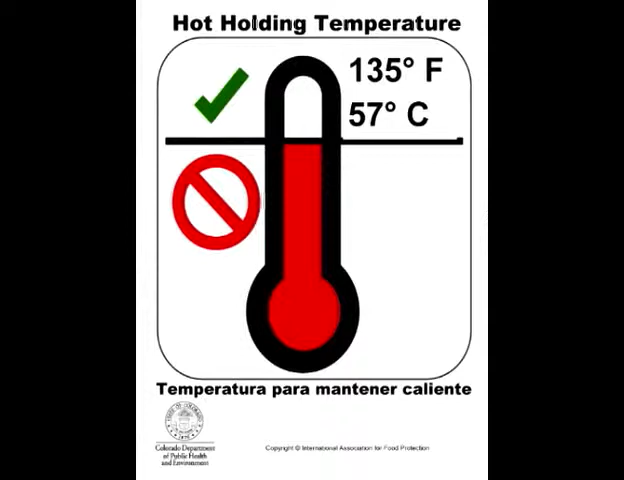 Hot Holding Temperature
135° F
57° C
Temperatura para mantener caliente
Colorado Department
of Public Health
and Environment
Copyright © International Association for Food Protection